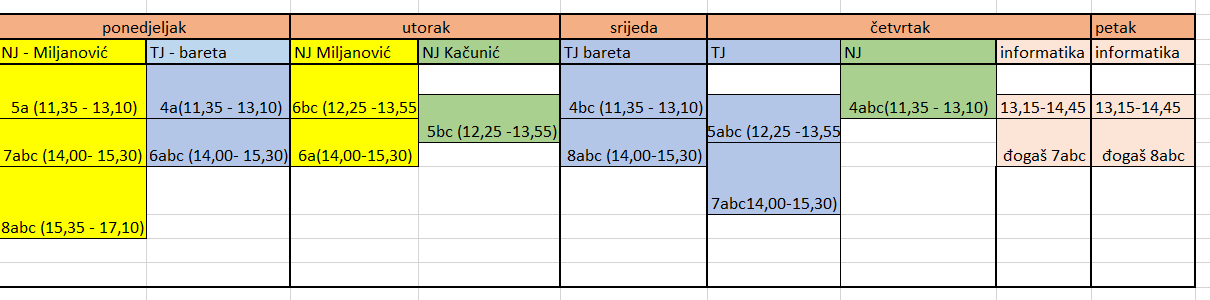 ponedjeljak utorak srijeda četvrtak petak
NJ - Miljanović TJ - bareta NJ Miljanović NJ Kačunić TJ bareta TJ NJ informatika informatika
5a (11,35 - 13,10) 4a(11,35 - 13,10) 6bc (12,25 -13,55 4bc (11,35 - 13,10) 4abc(11,35 - 13,10) 13,15-14,45 13,15-14,45
5bc (12,25 -13,55) 5abc (12,25 -13,55
7abc (14,00- 15,30) 6abc (14,00- 15,30) 6a(14,00-15,30) 8abc (14,00-15,30) đogaš 7abc đogaš 8abc
7abc14,00-15,30)
8abc (15,35 - 17,10)